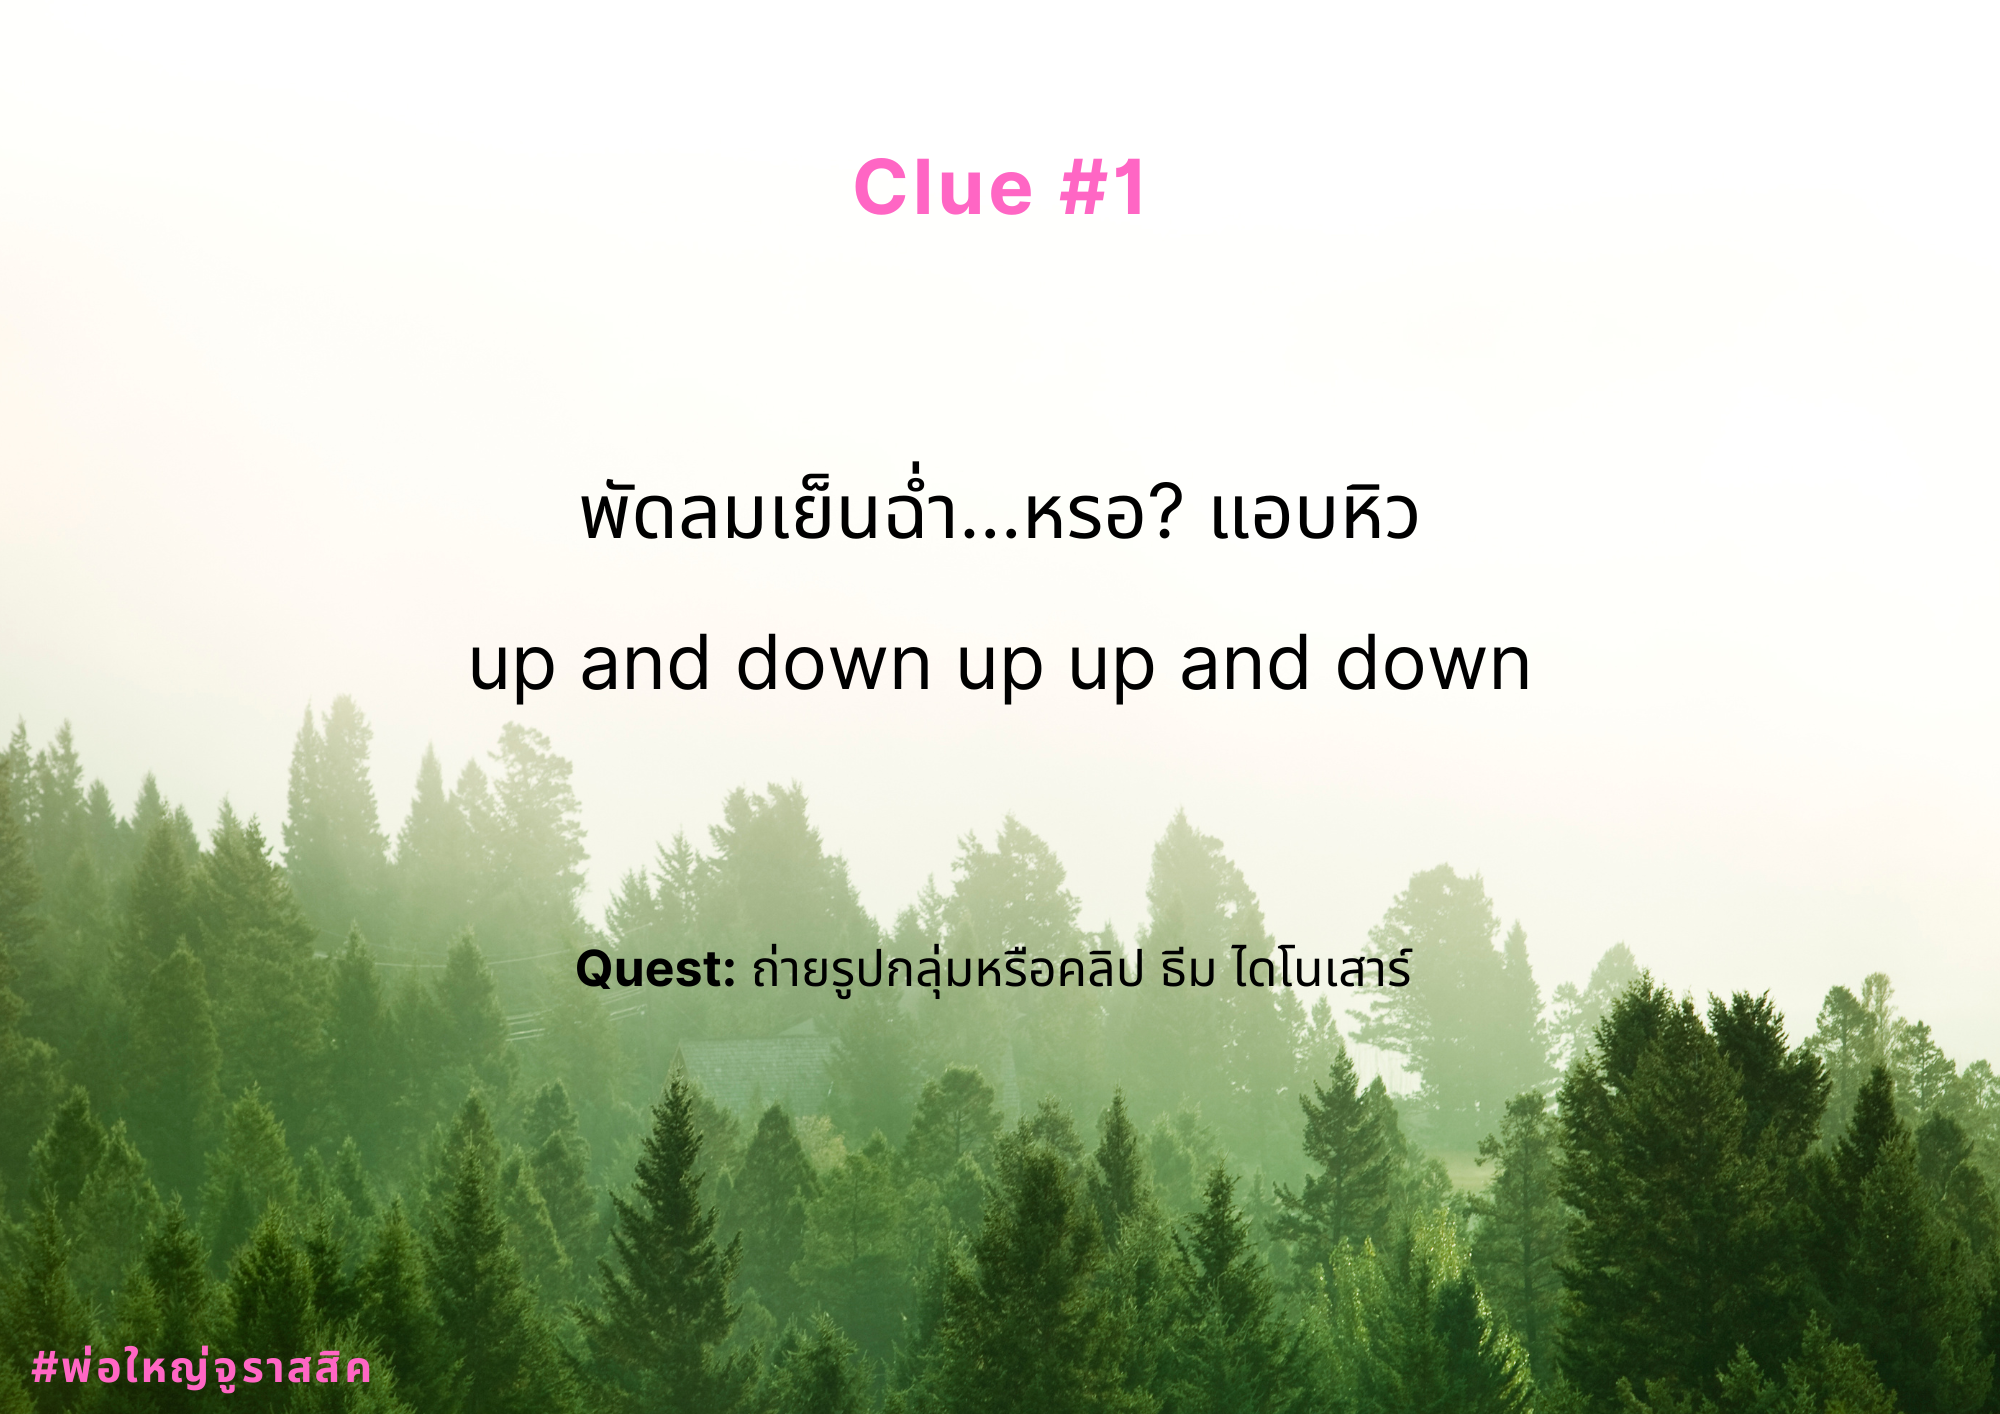 Clue #1
พัดลมเย็นฉ่ำ...หรอ? แอบหิว
up and down up up and down
Quest: ถ่ายรูปกลุ่มหรือคลิป ธีม ไดโนเสาร์
#พ่อใหญ่จูราสสิค